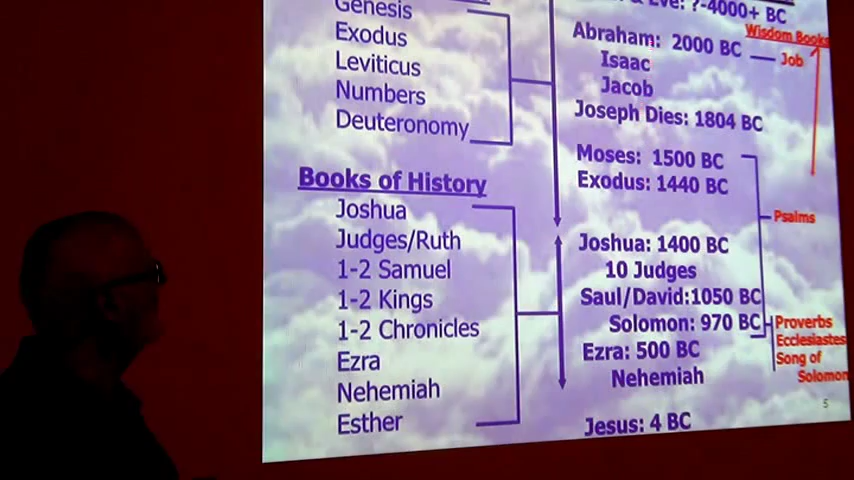 Genesis
Exodus
Leviticus
Numbers
Deuteronomy
Books of History
Joshua
Judges/Ruth
1-2 Samuel
1-2 Kings
1-2 Chronicles
Ezra
Nehemiah
Esther
& Eve: ?-4000+ BC
Abraham: 2000 BC
Isaac
Jacob
Joseph Dies: 1804 BC
Moses: 1500 BC
Exodus: 1440 BC
Joshua: 1400 BC
10 Judges
Saul/David:1050 BC
Solomon: 970 BC
Ezra: 500 BC
Nehemiah
Jesus: 4 BC
Wisdom Books
Job
Psalms
Proverbs
Ecclesiastes
Song of
Solomon
5